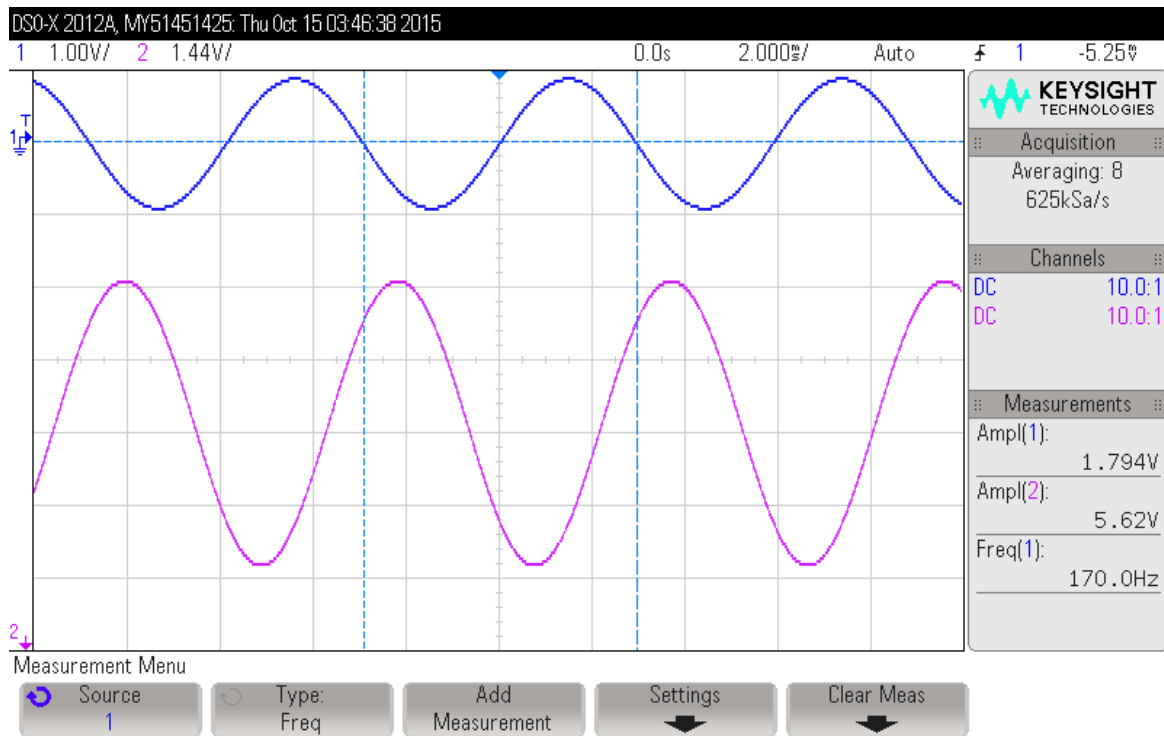 DSO-X 2012A, MY51451425: Thu Oct 15 03:46:38 2015
1 1.00V/ 2 1.44V/ 0.0s 2.000ms/ Auto 1 -5.25mV
T
1
2
KEYSIGHT
TECHNOLOGIES
Acquisition
Averaging: 8
625kSa/s
Channels
DC 10.0:1
DC 10.0:1
Measurements
Ampl(1):
1.794V
Ampl(2):
5.62V
Freq(1):
170.0Hz
Measurement Menu
Source
1
Type:
Freq
Add
Measurement
Settings
Clear Meas